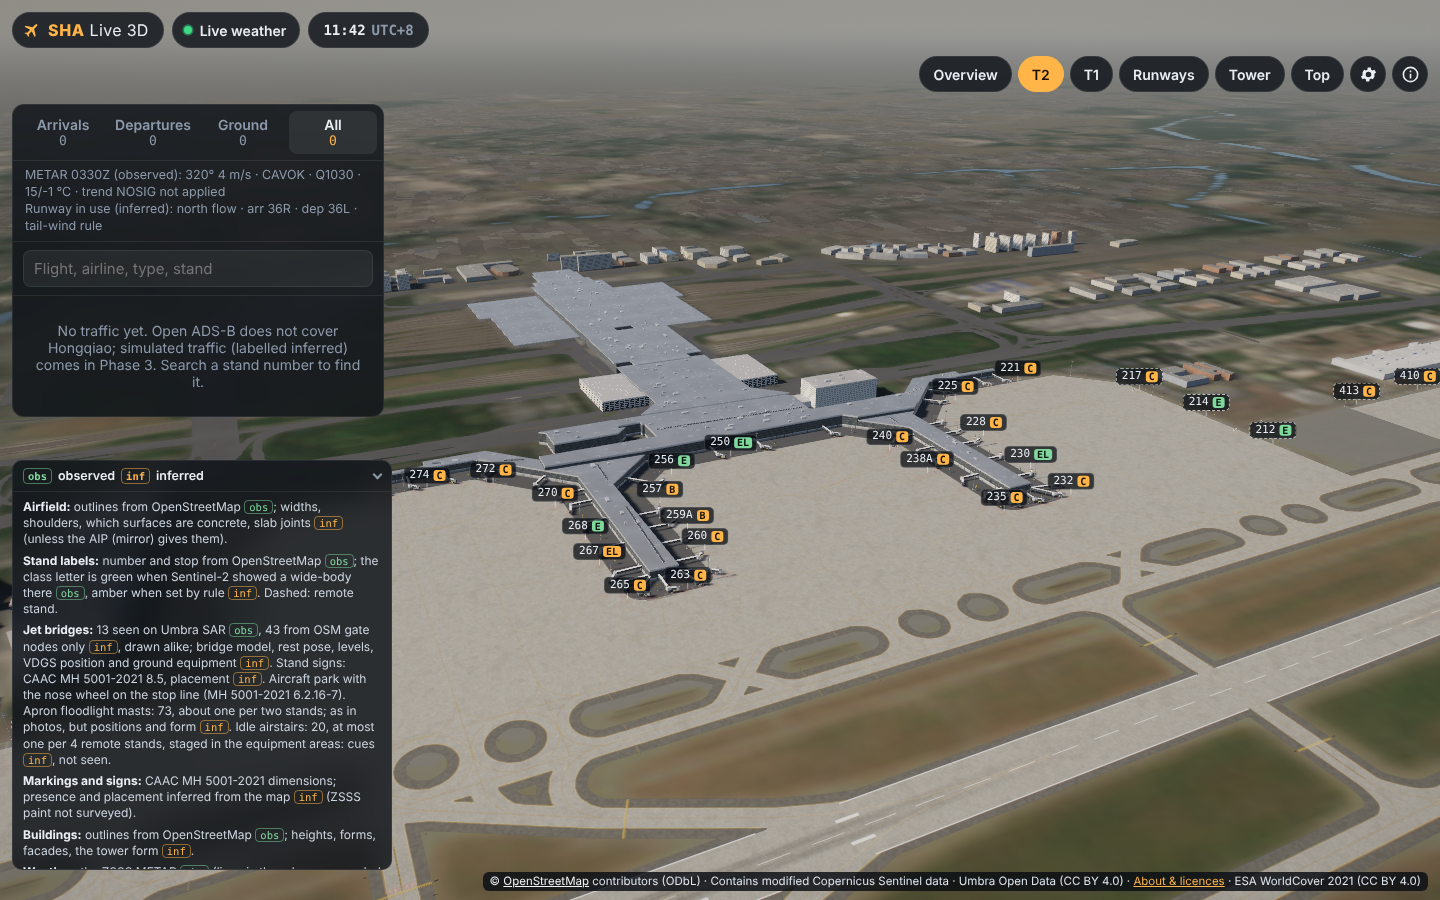 SHA Live 3D
Live weather
11:42 UTC+8
Overview
T2
T1
Runways
Tower
Top
Arrivals
0
Departures
0
Ground
0
All
0
METAR 0330Z (observed): 320° 4 m/s · CAVOK · Q1030 ·
15/-1 °C · trend NOSIG not applied
Runway in use (inferred): north flow · arr 36R · dep 36L ·
tail-wind rule
Flight, airline, type, stand
No traffic yet. Open ADS-B does not cover
Hongqiao; simulated traffic (labelled inferred)
comes in Phase 3. Search a stand number to find
it.
221 C
217 C
410 C
225 C
413 C
214 E
228 C
212 E
240 C
250 EL
230 EL
238A C
256 E
274 C
272 C
232 C
257 B
270 C
235 C
259A B
268 E
260 C
267 EL
263 C
265 C
obs observed inf inferred
Airfield: outlines from OpenStreetMap obs; widths,
shoulders, which surfaces are concrete, slab joints inf
(unless the AIP (mirror) gives them).
Stand labels: number and stop from OpenStreetMap obs; the
class letter is green when Sentinel-2 showed a wide-body
there obs, amber when set by rule inf. Dashed: remote
stand.
Jet bridges: 13 seen on Umbra SAR obs, 43 from OSM gate
nodes only inf, drawn alike; bridge model, rest pose, levels,
VDGS position and ground equipment inf. Stand signs:
CAAC MH 5001-2021 8.5, placement inf. Aircraft park with
the nose wheel on the stop line (MH 5001-2021 6.2.16-7).
Apron floodlight masts: 73, about one per two stands; as in
photos, but positions and form inf. Idle airstairs: 20, at most
one per 4 remote stands, staged in the equipment areas: cues
inf, not seen.
Markings and signs: CAAC MH 5001-2021 dimensions;
presence and placement inferred from the map inf (ZSSS
paint not surveyed).
Buildings: outlines from OpenStreetMap obs; heights, forms,
facades, the tower form inf.
© OpenStreetMap contributors (ODbL) · Contains modified Copernicus Sentinel data · Umbra Open Data (CC BY 4.0) · About & licences · ESA WorldCover 2021 (CC BY 4.0)